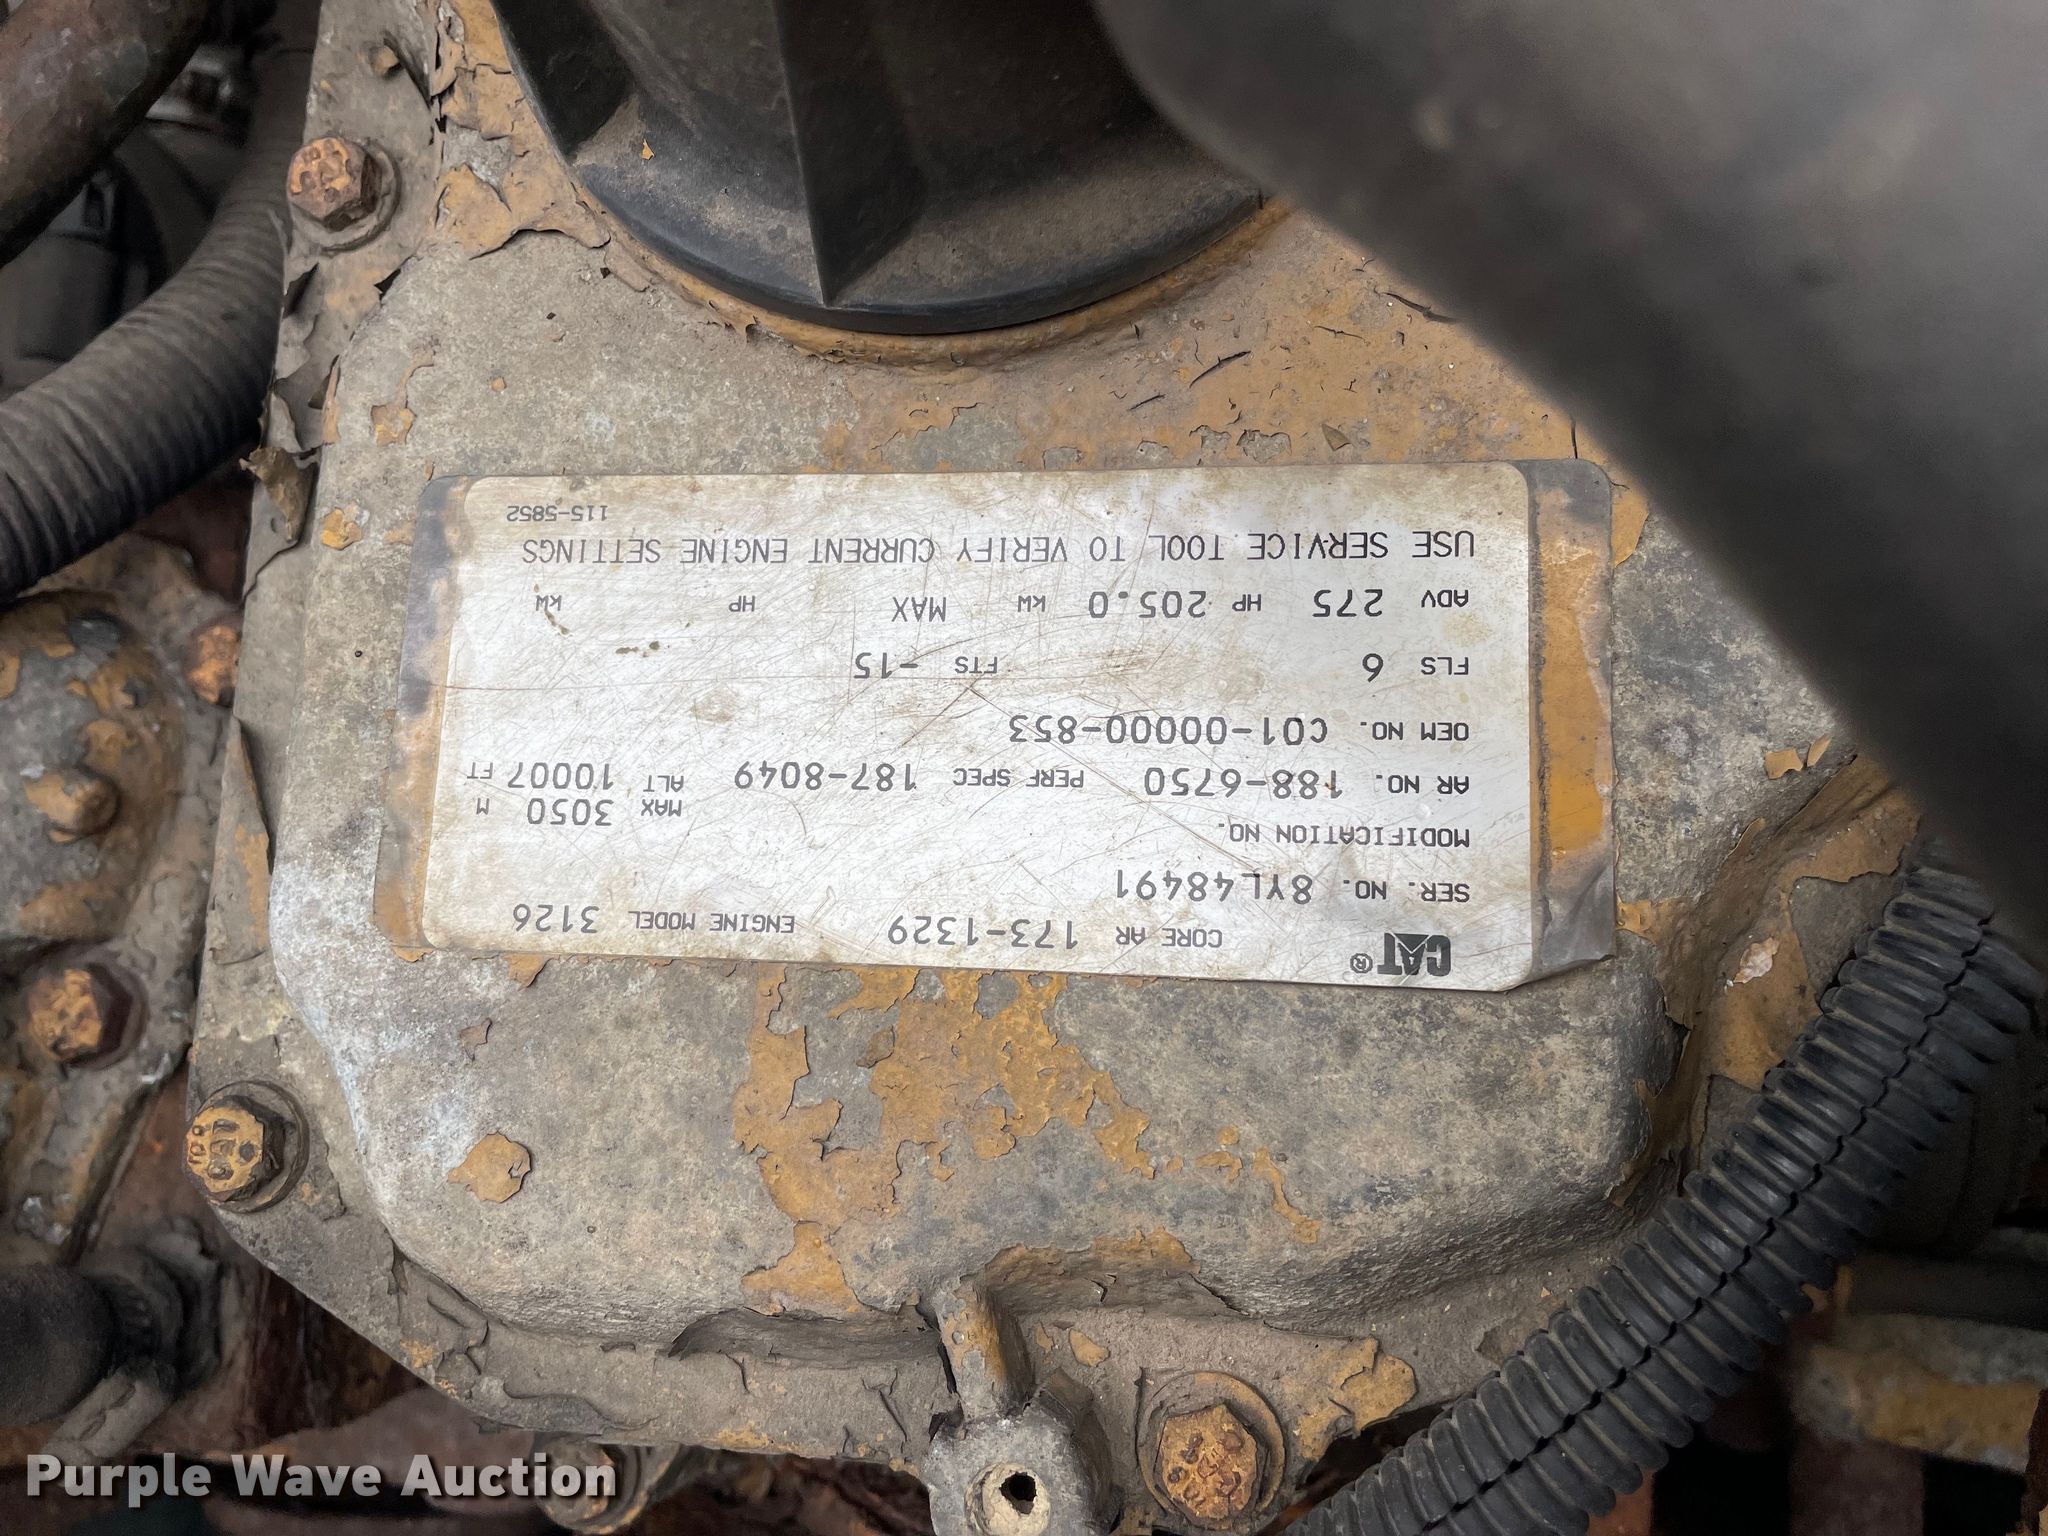 CAT® CORE AR 173-1329 ENGINE MODEL 3126
SER. NO. 8YL48491
MODIFICATION NO.
MAX 3050 M
AR NO. 188-6750 PERF SPEC 187-8049 ALT 10007 FT
OEM NO. C01-00000-853
FLS 6 FTS -15
ADV 275 HP 205.0 KW MAX HP KW
USE SERVICE TOOL TO VERIFY CURRENT ENGINE SETTINGS
115-5852
Purple Wave Auction